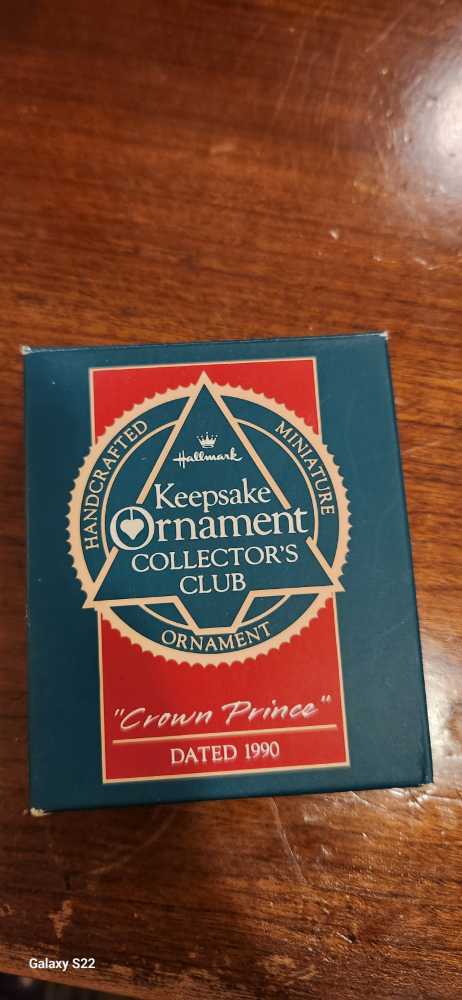 HANDCRAFTED
MINIATURE
Hallmark
Keepsake
Ornament
COLLECTOR'S
CLUB
ORNAMENT
"Crown Prince"
DATED 1990
Galaxy S22